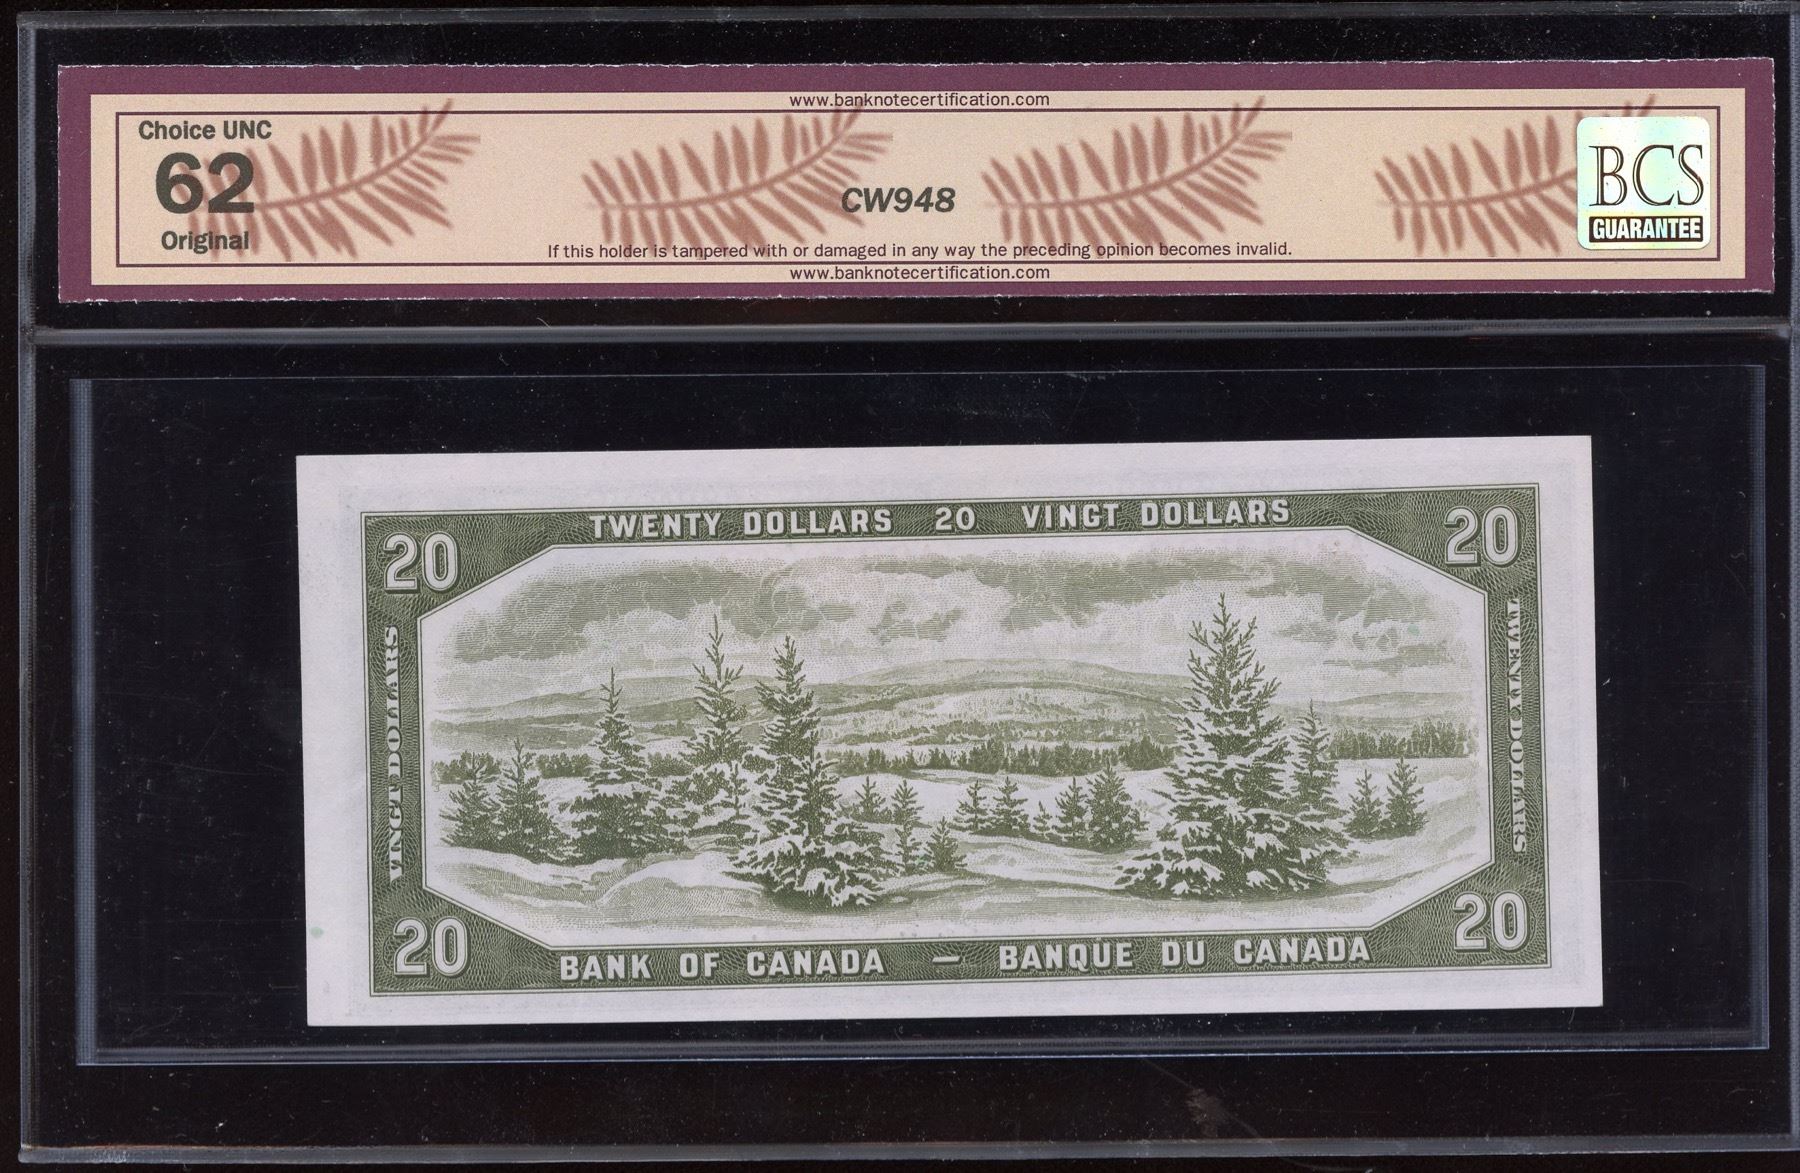 www.banknotecertification.com
Choice UNC
62
Original
CW948
BCS
GUARANTEE
If this holder is tampered with or damaged in any way the preceding opinion becomes invalid.
www.banknotecertification.com
TWENTY DOLLARS 20 VINGT DOLLARS
20
20
VINGT DOLLARS
TWENTY DOLLARS
20
20
BANK OF CANADA — BANQUE DU CANADA